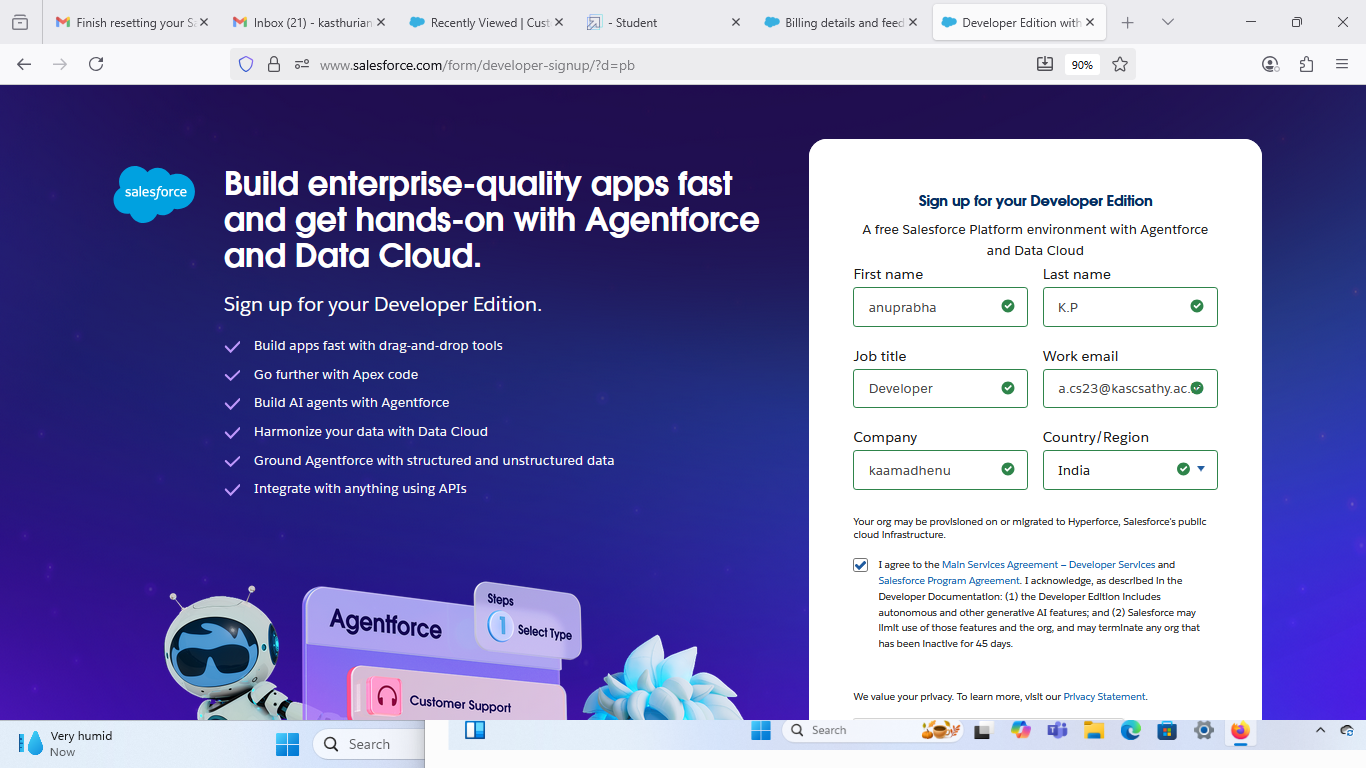 Finish resetting your S
Inbox (21) - kasthurian
Recently Viewed | Cust
- Student
Billing details and feed
Developer Edition with
www.salesforce.com/form/developer-signup/?d=pb
90%
salesforce
Build enterprise-quality apps fast
and get hands-on with Agentforce
and Data Cloud.
Sign up for your Developer Edition.
Build apps fast with drag-and-drop tools
Go further with Apex code
Build AI agents with Agentforce
Harmonize your data with Data Cloud
Ground Agentforce with structured and unstructured data
Integrate with anything using APIs
Agentforce
Steps
1 Select Type
Customer Support
Sign up for your Developer Edition
A free Salesforce Platform environment with Agentforce
and Data Cloud
First name Last name
anuprabha K.P
Job title Work email
Developer a.cs23@kascsathy.ac.
Company Country/Region
kaamadhenu India
Your org may be provisioned on or migrated to Hyperforce, Salesforce's public
cloud infrastructure.
I agree to the Main Services Agreement – Developer Services and
Salesforce Program Agreement. I acknowledge, as described in the
Developer Documentation: (1) the Developer Edition includes
autonomous and other generative AI features; and (2) Salesforce may
limit use of those features and the org, and may terminate any org that
has been inactive for 45 days.
We value your privacy. To learn more, visit our Privacy Statement.
Very humid
Now
Search
Search